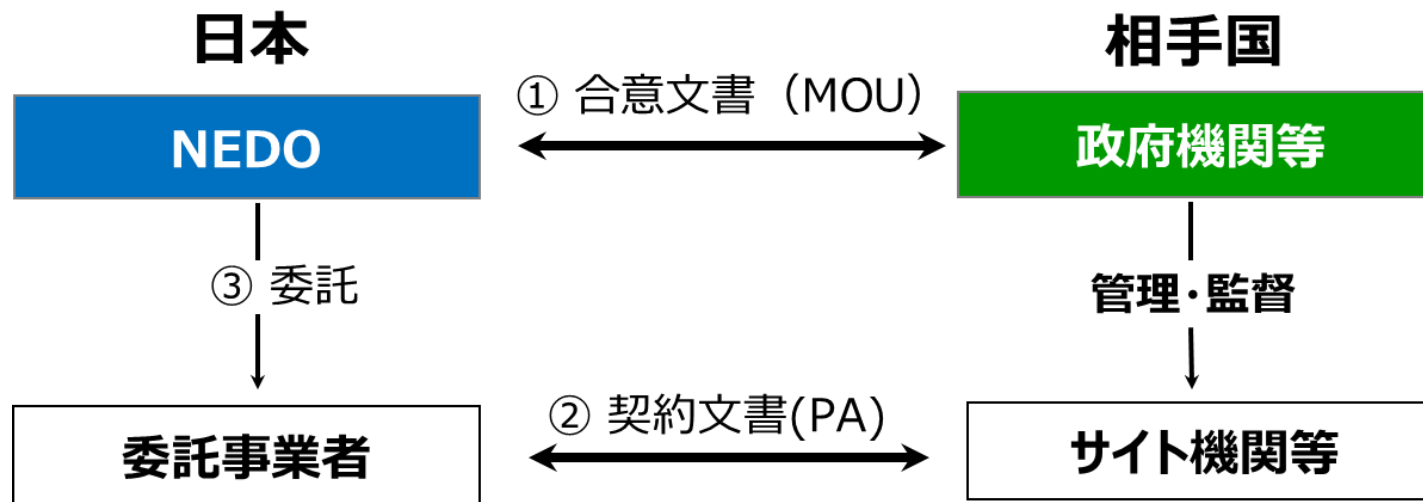 日本
相手国
① 合意文書（MOU）
NEDO
政府機関等
③ 委託
管理・監督
② 契約文書(PA)
委託事業者
サイト機関等